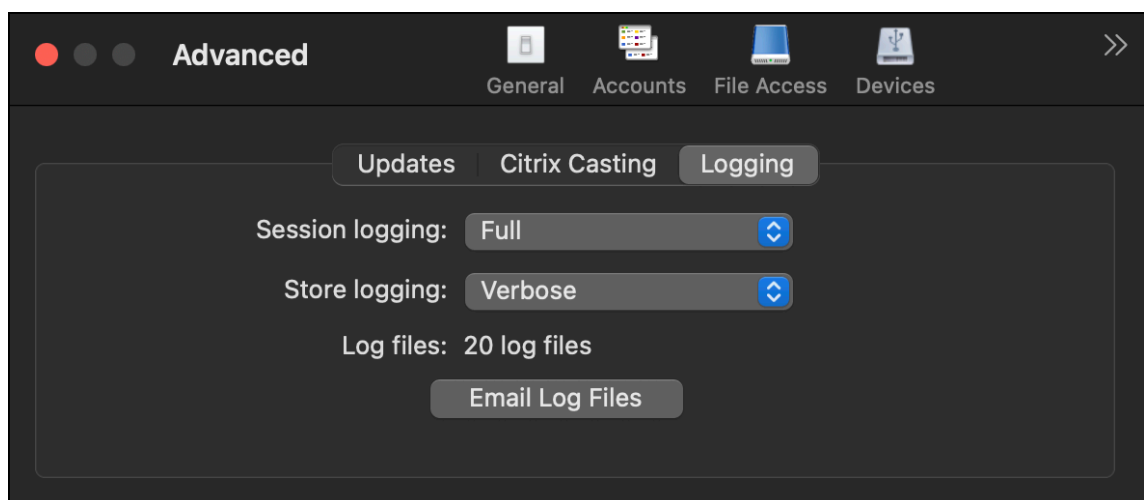 Advanced
General Accounts File Access Devices
Updates Citrix Casting Logging
Session logging: Full
Store logging: Verbose
Log files: 20 log files
Email Log Files